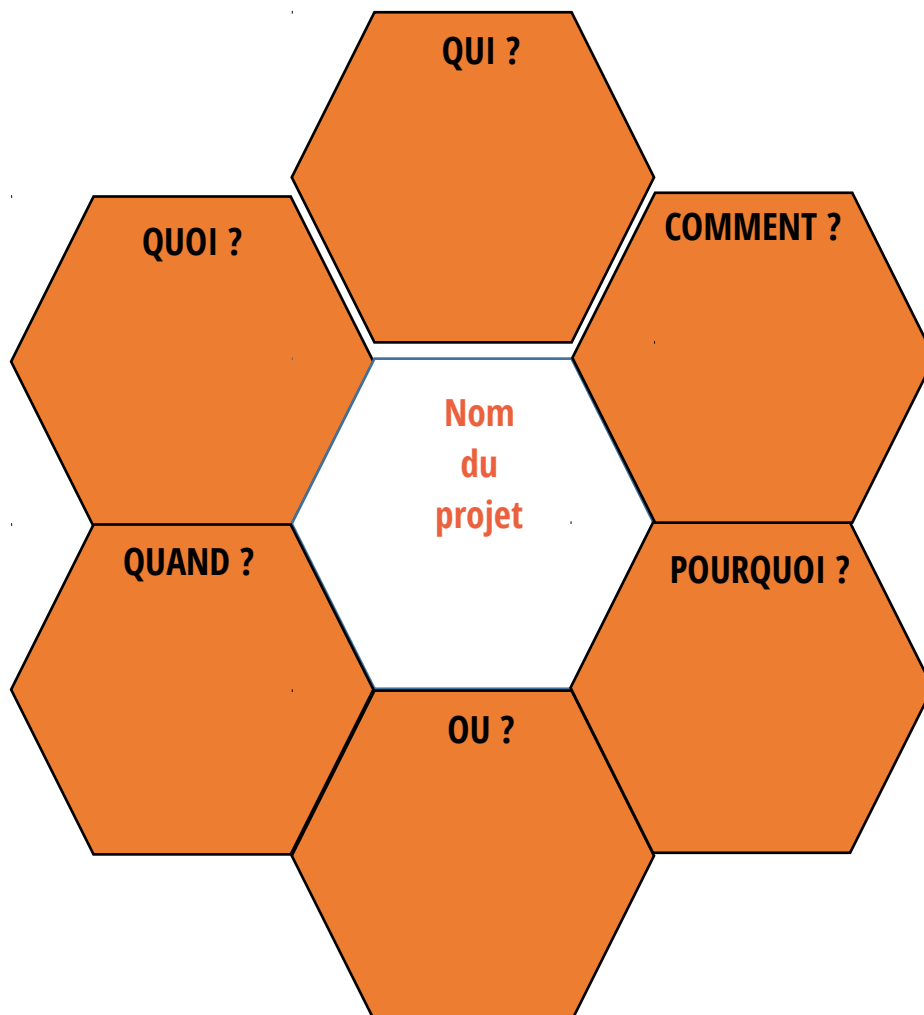 QUI ?
QUOI ?
COMMENT ?
Nom
du
projet
QUAND ?
POURQUOI ?
OU ?